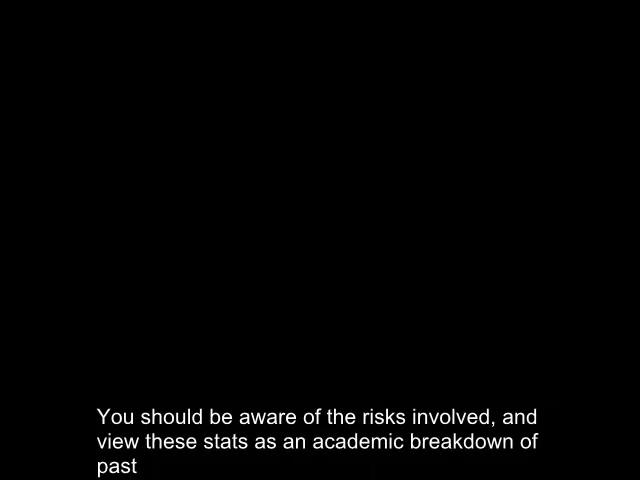 You should be aware of the risks involved, and
view these stats as an academic breakdown of
past